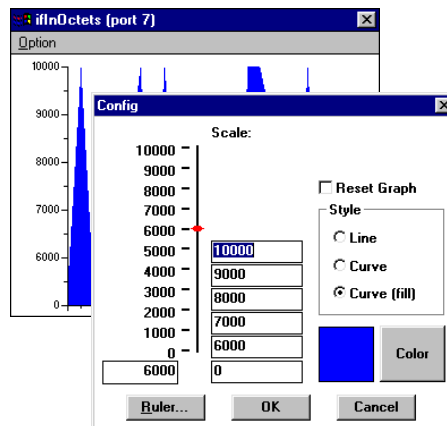 ifInOctets (port 7)
Option
10000
9000
8000
7000
6000
0
Config
Scale:
10000
9000
8000
7000
6000
5000
4000
3000
2000
1000
0
6000
10000
9000
8000
7000
6000
0
Reset Graph
Style
Line
Curve
Curve (fill)
Color
Ruler...
OK
Cancel